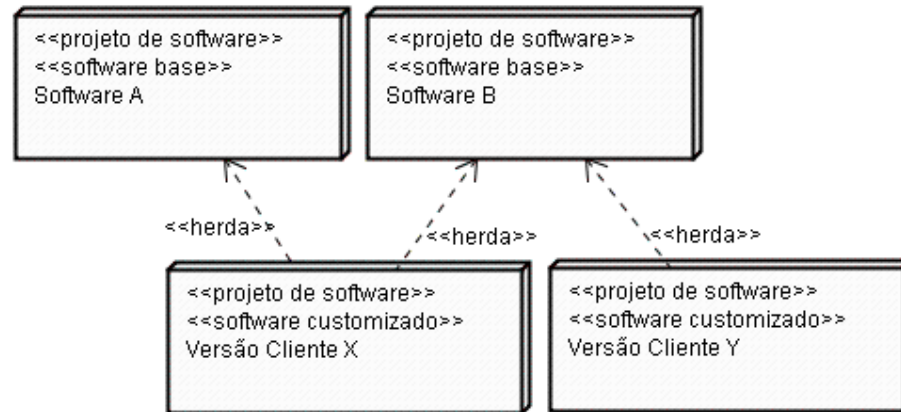 <<projeto de software>>
<<software base>>
Software A
<<projeto de software>>
<<software base>>
Software B
<<herda>>
<<herda>>
<<herda>>
<<projeto de software>>
<<software customizado>>
Versão Cliente X
<<projeto de software>>
<<software customizado>>
Versão Cliente Y